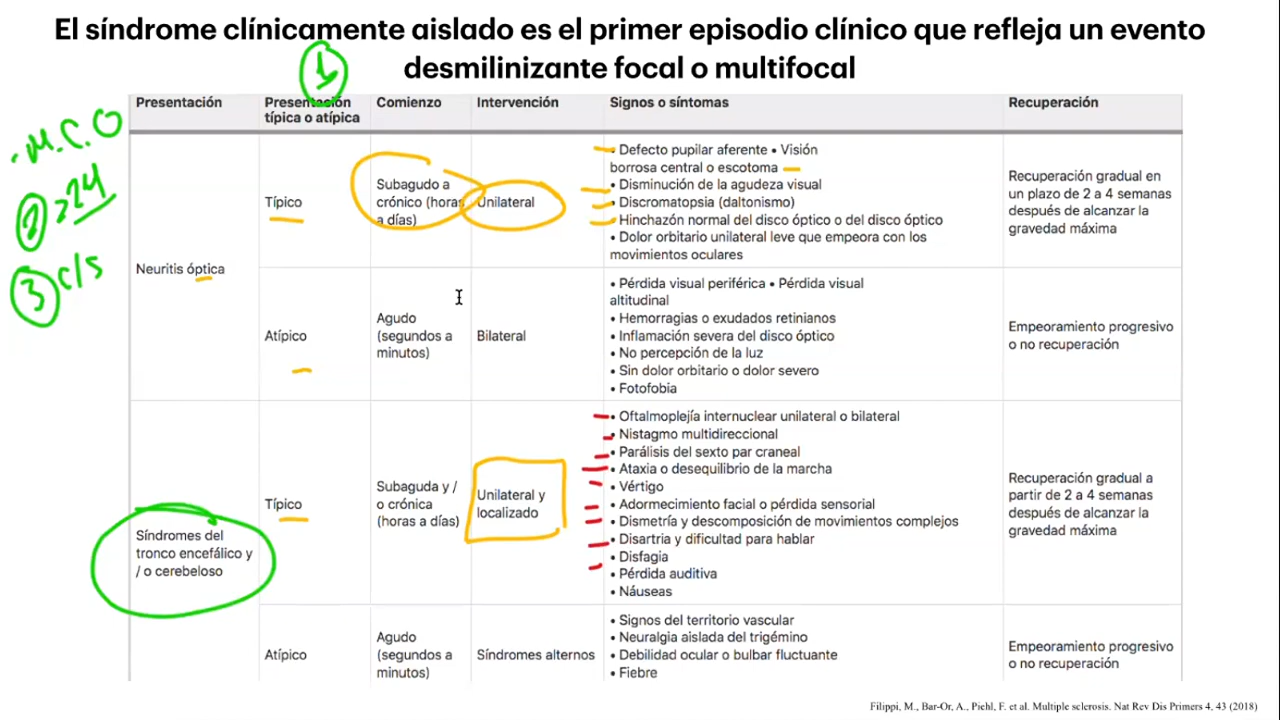 El síndrome clínicamente aislado es el primer episodio clínico que refleja un evento
desmilinizante focal o multifocal
1
- M.C.O
2 >24
3 c/s
Presentación
Presentación
típica o atípica
Comienzo
Intervención
Signos o síntomas
Recuperación
Neuritis óptica
Típico
Subagudo a
crónico (horas
a días)
Unilateral
• Defecto pupilar aferente • Visión
borrosa central o escotoma
• Disminución de la agudeza visual
• Discromatopsia (daltonismo)
• Hinchazón normal del disco óptico o del disco óptico
• Dolor orbitario unilateral leve que empeora con los
movimientos oculares
Recuperación gradual en
un plazo de 2 a 4 semanas
después de alcanzar la
gravedad máxima
Atípico
Agudo
(segundos a
minutos)
Bilateral
• Pérdida visual periférica • Pérdida visual
altitudinal
• Hemorragias o exudados retinianos
• Inflamación severa del disco óptico
• No percepción de la luz
• Sin dolor orbitario o dolor severo
• Fotofobia
Empeoramiento progresivo
o no recuperación
Síndromes del
tronco encefálico y
/ o cerebeloso
Típico
Subaguda y /
o crónica
(horas a días)
Unilateral y
localizado
• Oftalmoplejía internuclear unilateral o bilateral
• Nistagmo multidireccional
• Parálisis del sexto par craneal
• Ataxia o desequilibrio de la marcha
• Vértigo
• Adormecimiento facial o pérdida sensorial
• Dismetría y descomposición de movimientos complejos
• Disartria y dificultad para hablar
• Disfagia
• Pérdida auditiva
• Náuseas
Recuperación gradual a
partir de 2 a 4 semanas
después de alcanzar la
gravedad máxima
Atípico
Agudo
(segundos a
minutos)
Síndromes alternos
• Signos del territorio vascular
• Neuralgia aislada del trigémino
• Debilidad ocular o bulbar fluctuante
• Fiebre
Empeoramiento progresivo
o no recuperación
Filippi, M., Bar-Or, A., Piehl, F. et al. Multiple sclerosis. Nat Rev Dis Primers 4, 43 (2018)